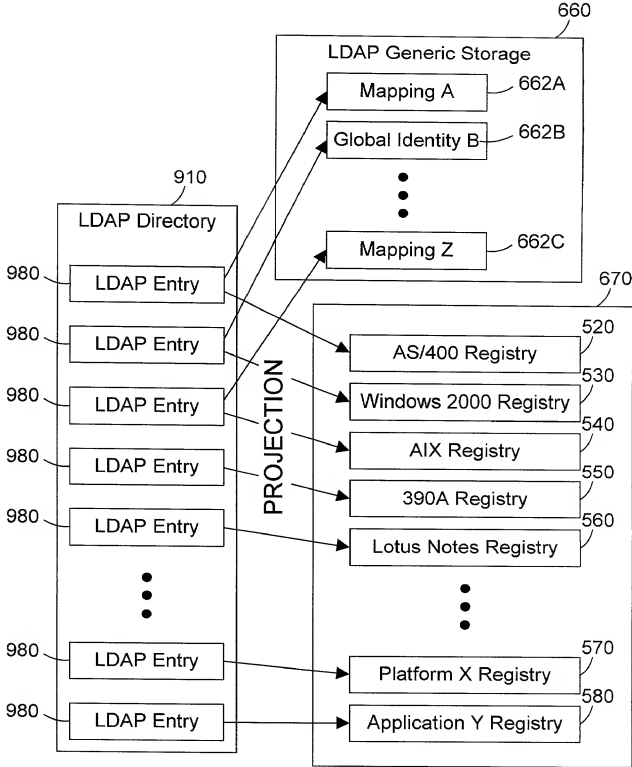 660
LDAP Generic Storage
Mapping A
662A
Global Identity B
662B
Mapping Z
662C
910
LDAP Directory
980
LDAP Entry
980
LDAP Entry
980
LDAP Entry
980
LDAP Entry
980
LDAP Entry
980
LDAP Entry
980
LDAP Entry
PROJECTION
670
AS/400 Registry
520
Windows 2000 Registry
530
AIX Registry
540
390A Registry
550
Lotus Notes Registry
560
Platform X Registry
570
Application Y Registry
580